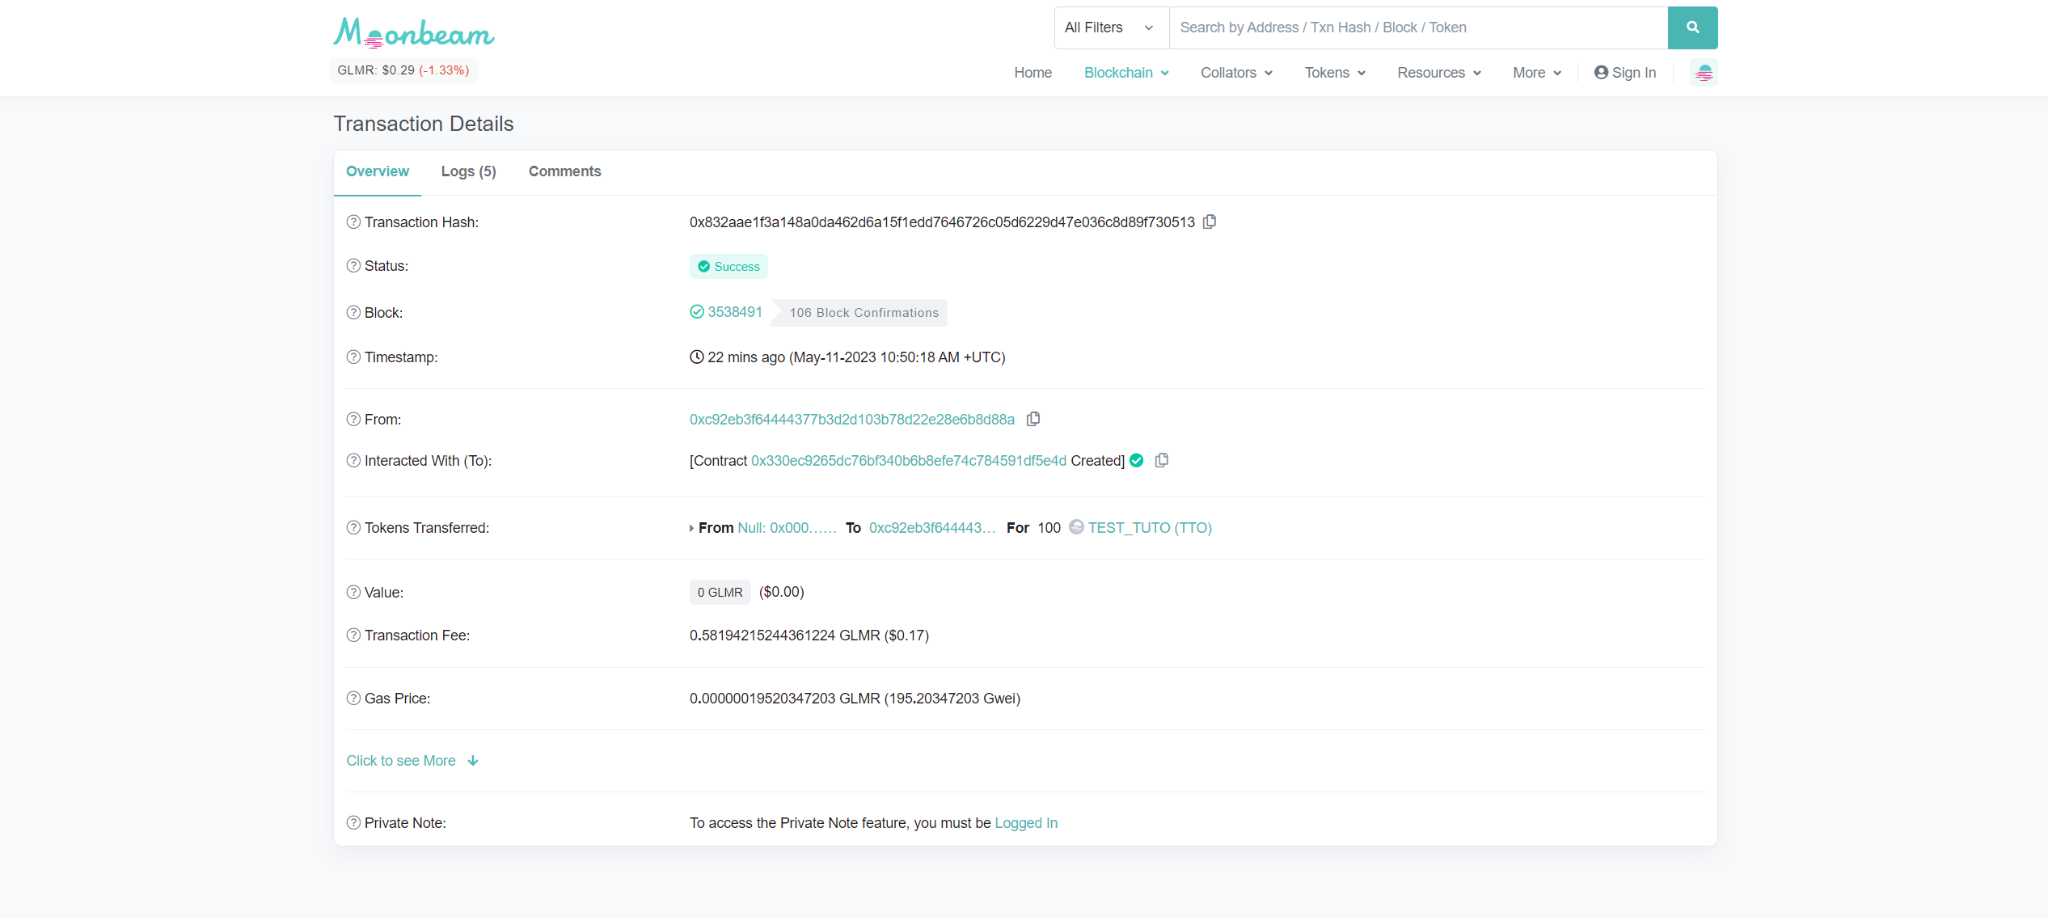 Moonbeam
All Filters
Search by Address / Txn Hash / Block / Token
GLMR: $0.29 (-1.33%)
Home Blockchain Collators Tokens Resources More Sign In
Transaction Details
Overview Logs (5) Comments
Transaction Hash: 0x832aae1f3a148a0da462d6a15f1edd7646726c05d6229d47e036c8d89f730513
Status: Success
Block: 3538491 106 Block Confirmations
Timestamp: 22 mins ago (May-11-2023 10:50:18 AM +UTC)
From: 0xc92eb3f64444377b3d2d103b78d22e28e6b8d88a
Interacted With (To): [Contract 0x330ec9265dc76bf340b6b8efe74c784591df5e4d Created]
Tokens Transferred: From Null: 0x000…... To 0xc92eb3f644443… For 100 TEST_TUTO (TTO)
Value: 0 GLMR ($0.00)
Transaction Fee: 0.58194215244361224 GLMR ($0.17)
Gas Price: 0.00000019520347203 GLMR (195.20347203 Gwei)
Click to see More
Private Note: To access the Private Note feature, you must be Logged In